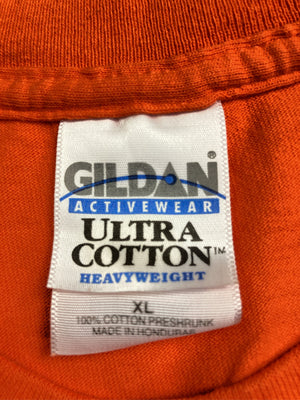 GILDAN®
ACTIVEWEAR
ULTRA
COTTON™
HEAVYWEIGHT
XL
100% COTTON PRESHRUNK
MADE IN HONDURAS